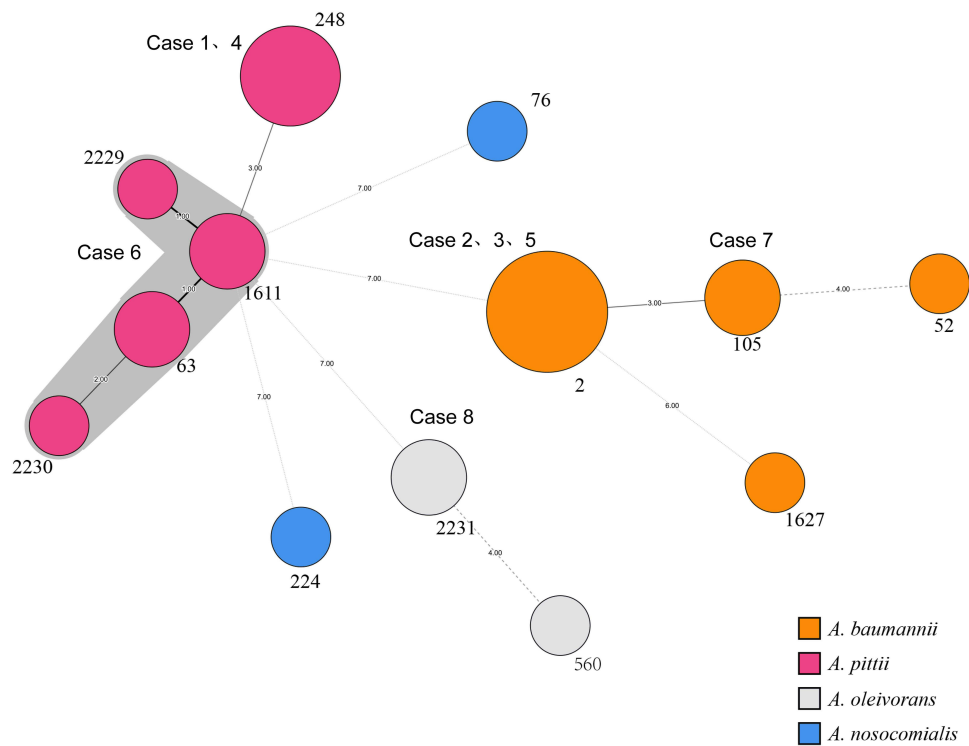 248
Case 1、4
76
2229
3.00
7.00
1.00
Case 6
Case 2、3、5
Case 7
7.00
1.00
1611
3.00
4.00
52
105
63
2
2.00
7.00
7.00
6.00
Case 8
2230
2231
1627
4.00
224
560
A. baumannii
A. pittii
A. oleivorans
A. nosocomialis